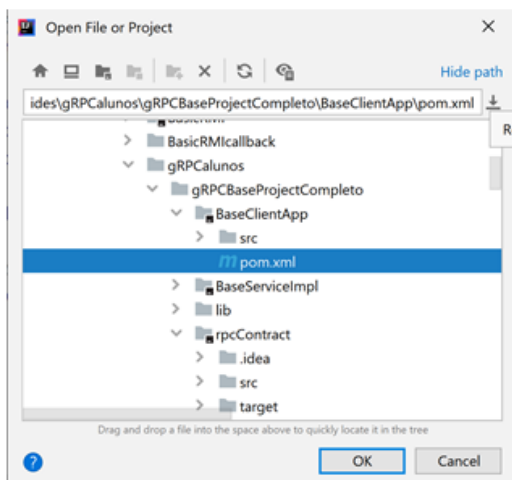 Open File or Project
Hide path
ides\gRPCalunos\gRPCBaseProjectCompleto\BaseClientApp\pom.xml
BasicRMIcallback
gRPCalunos
gRPCBaseProjectCompleto
BaseClientApp
src
pom.xml
BaseServiceImpl
lib
rpcContract
.idea
src
target
Drag and drop a file into the space above to quickly locate it in the tree
? OK Cancel